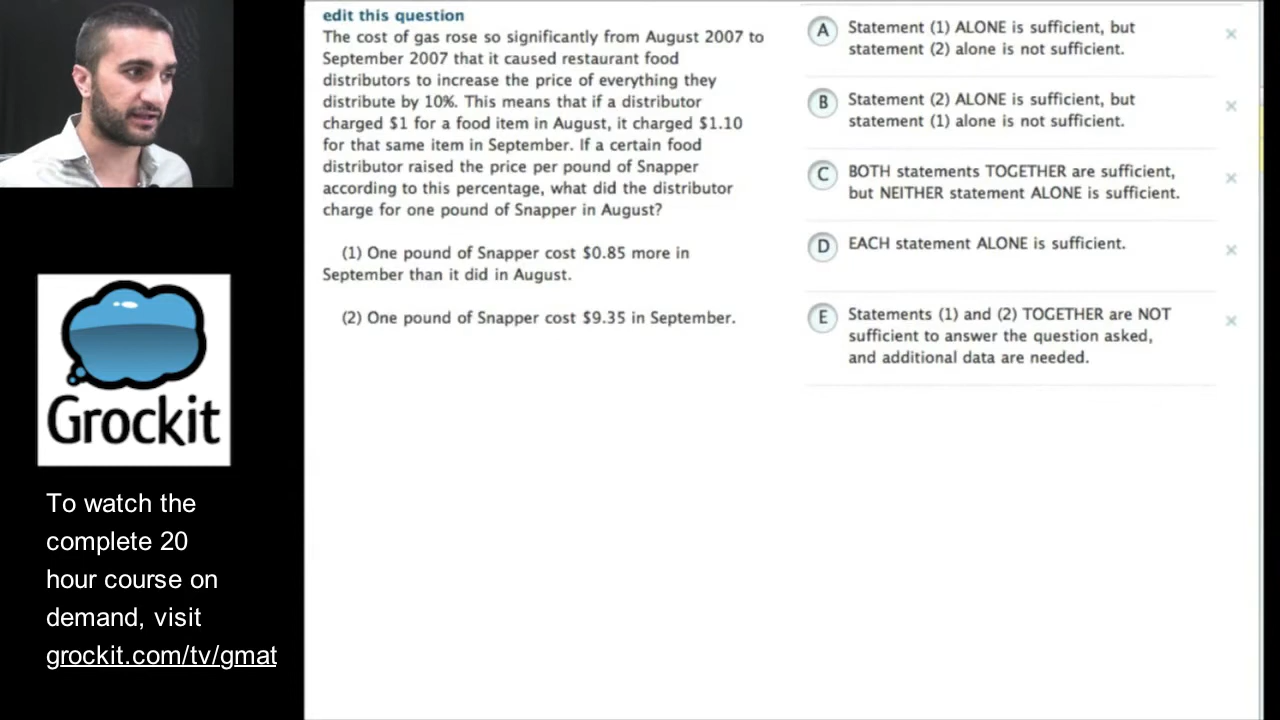 edit this question
The cost of gas rose so significantly from August 2007 to
September 2007 that it caused restaurant food
distributors to increase the price of everything they
distribute by 10%. This means that if a distributor
charged $1 for a food item in August, it charged $1.10
for that same item in September. If a certain food
distributor raised the price per pound of Snapper
according to this percentage, what did the distributor
charge for one pound of Snapper in August?
(1) One pound of Snapper cost $0.85 more in
September than it did in August.
(2) One pound of Snapper cost $9.35 in September.
A Statement (1) ALONE is sufficient, but
statement (2) alone is not sufficient.
B Statement (2) ALONE is sufficient, but
statement (1) alone is not sufficient.
C BOTH statements TOGETHER are sufficient,
but NEITHER statement ALONE is sufficient.
D EACH statement ALONE is sufficient.
E Statements (1) and (2) TOGETHER are NOT
sufficient to answer the question asked,
and additional data are needed.
Grockit
To watch the
complete 20
hour course on
demand, visit
grockit.com/tv/gmat